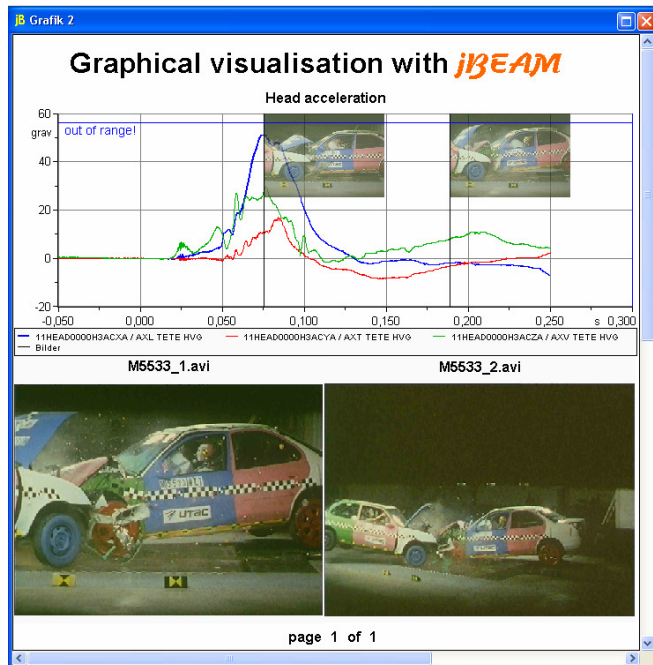 jB Grafik 2
Graphical visualisation with jBEAM
Head acceleration
60
grav
out of range!
40
20
0
-20
-0,050 0,000 0,050 0,100 0,150 0,200 0,250 s 0,300
11HEAD0000H3ACXA / AXL TETE HVG 11HEAD0000H3ACYA / AXT TETE HVG 11HEAD0000H3ACZA / AXV TETE HVG
Bilder
M5533_1.avi M5533_2.avi
UTAC
page 1 of 1